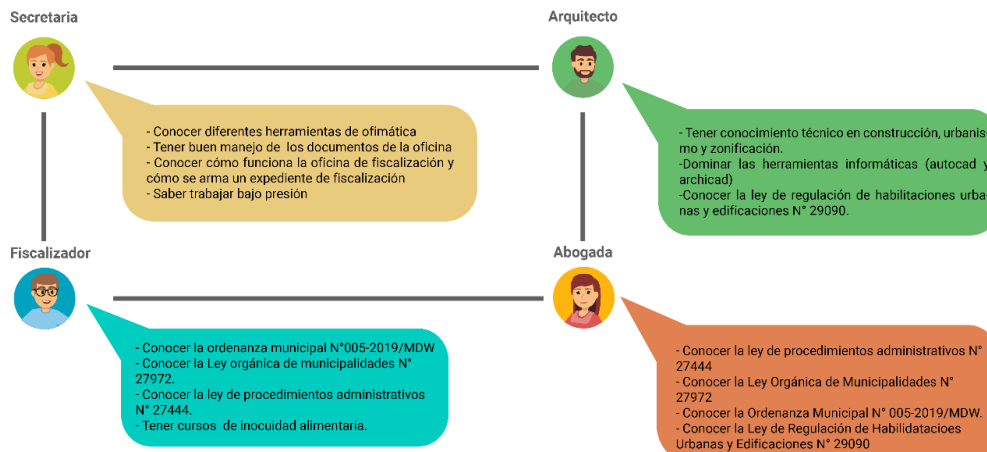 Secretaria
- Conocer diferentes herramientas de ofimática
- Tener buen manejo de los documentos de la oficina
- Conocer cómo funciona la oficina de fiscalización y
cómo se arma un expediente de fiscalización
- Saber trabajar bajo presión
Arquitecto
- Tener conocimiento técnico en construcción, urbanis-
mo y zonificación.
-Dominar las herramientas informáticas (autocad y
archicad)
-Conocer la ley de regulación de habilitaciones urba-
nas y edificaciones N° 29090.
Fiscalizador
- Conocer la ordenanza municipal N°005-2019/MDW
- Conocer la Ley orgánica de municipalidades N°
27972.
- Conocer la ley de procedimientos administrativos
N° 27444.
- Tener cursos de inocuidad alimentaria.
Abogada
- Conocer la ley de procedimientos administrativos N°
27444
- Conocer la Ley Orgánica de Municipalidades N°
27972
- Conocer la Ordenanza Municipal N° 005-2019/MDW.
- Conocer la Ley de Regulación de Habilidatacioes
Urbanas y Edificaciones N° 29090